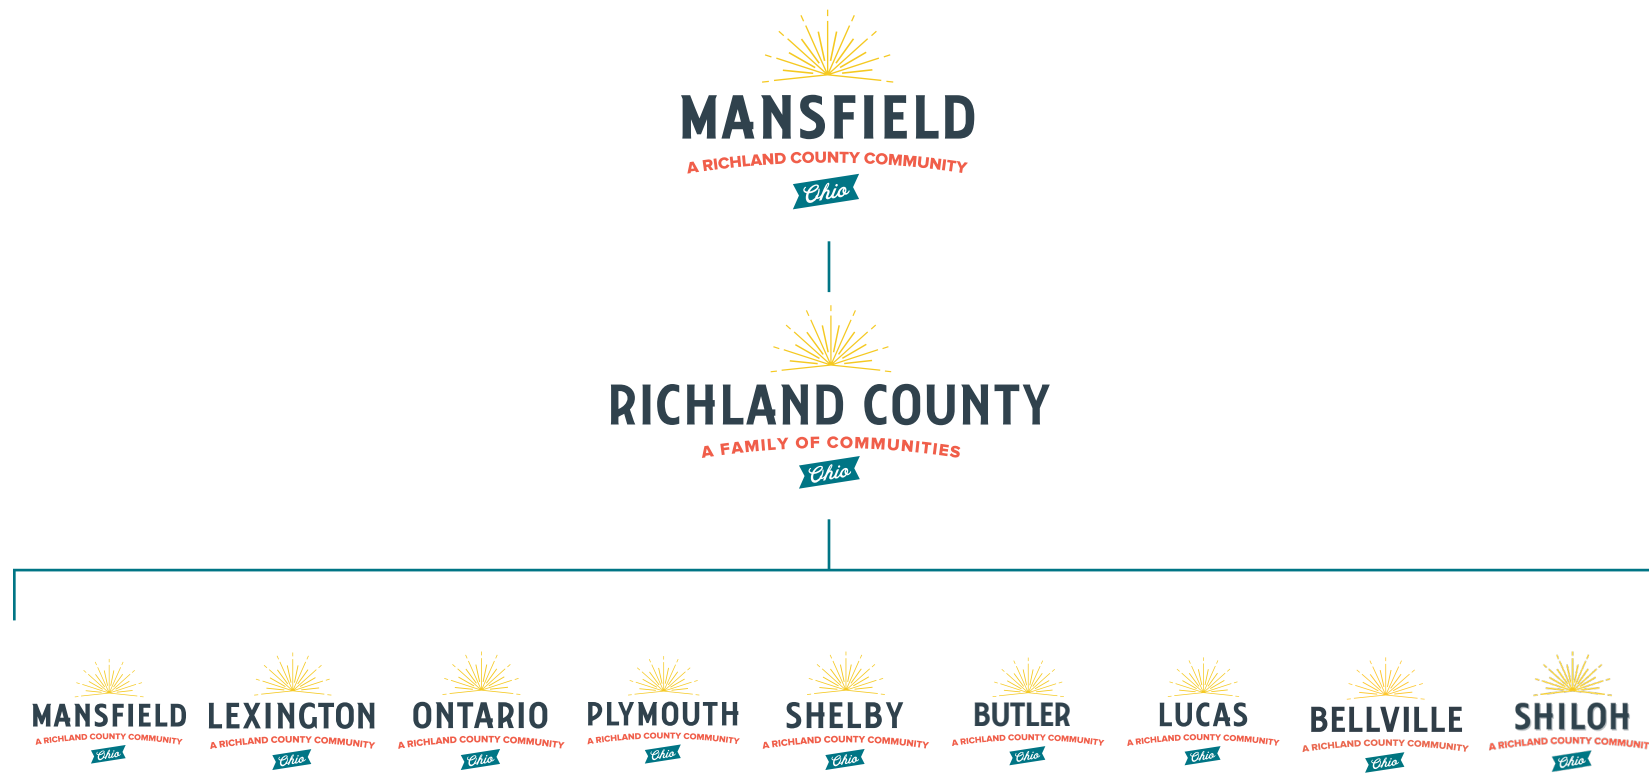 MANSFIELD
A RICHLAND COUNTY COMMUNITY
Ohio
RICHLAND COUNTY
A FAMILY OF COMMUNITIES
Ohio
MANSFIELD
A RICHLAND COUNTY COMMUNITY
Ohio
LEXINGTON
A RICHLAND COUNTY COMMUNITY
Ohio
ONTARIO
A RICHLAND COUNTY COMMUNITY
Ohio
PLYMOUTH
A RICHLAND COUNTY COMMUNITY
Ohio
SHELBY
A RICHLAND COUNTY COMMUNITY
Ohio
BUTLER
A RICHLAND COUNTY COMMUNITY
Ohio
LUCAS
A RICHLAND COUNTY COMMUNITY
Ohio
BELLVILLE
A RICHLAND COUNTY COMMUNITY
Ohio
SHILOH
A RICHLAND COUNTY COMMUNIT
Ohio